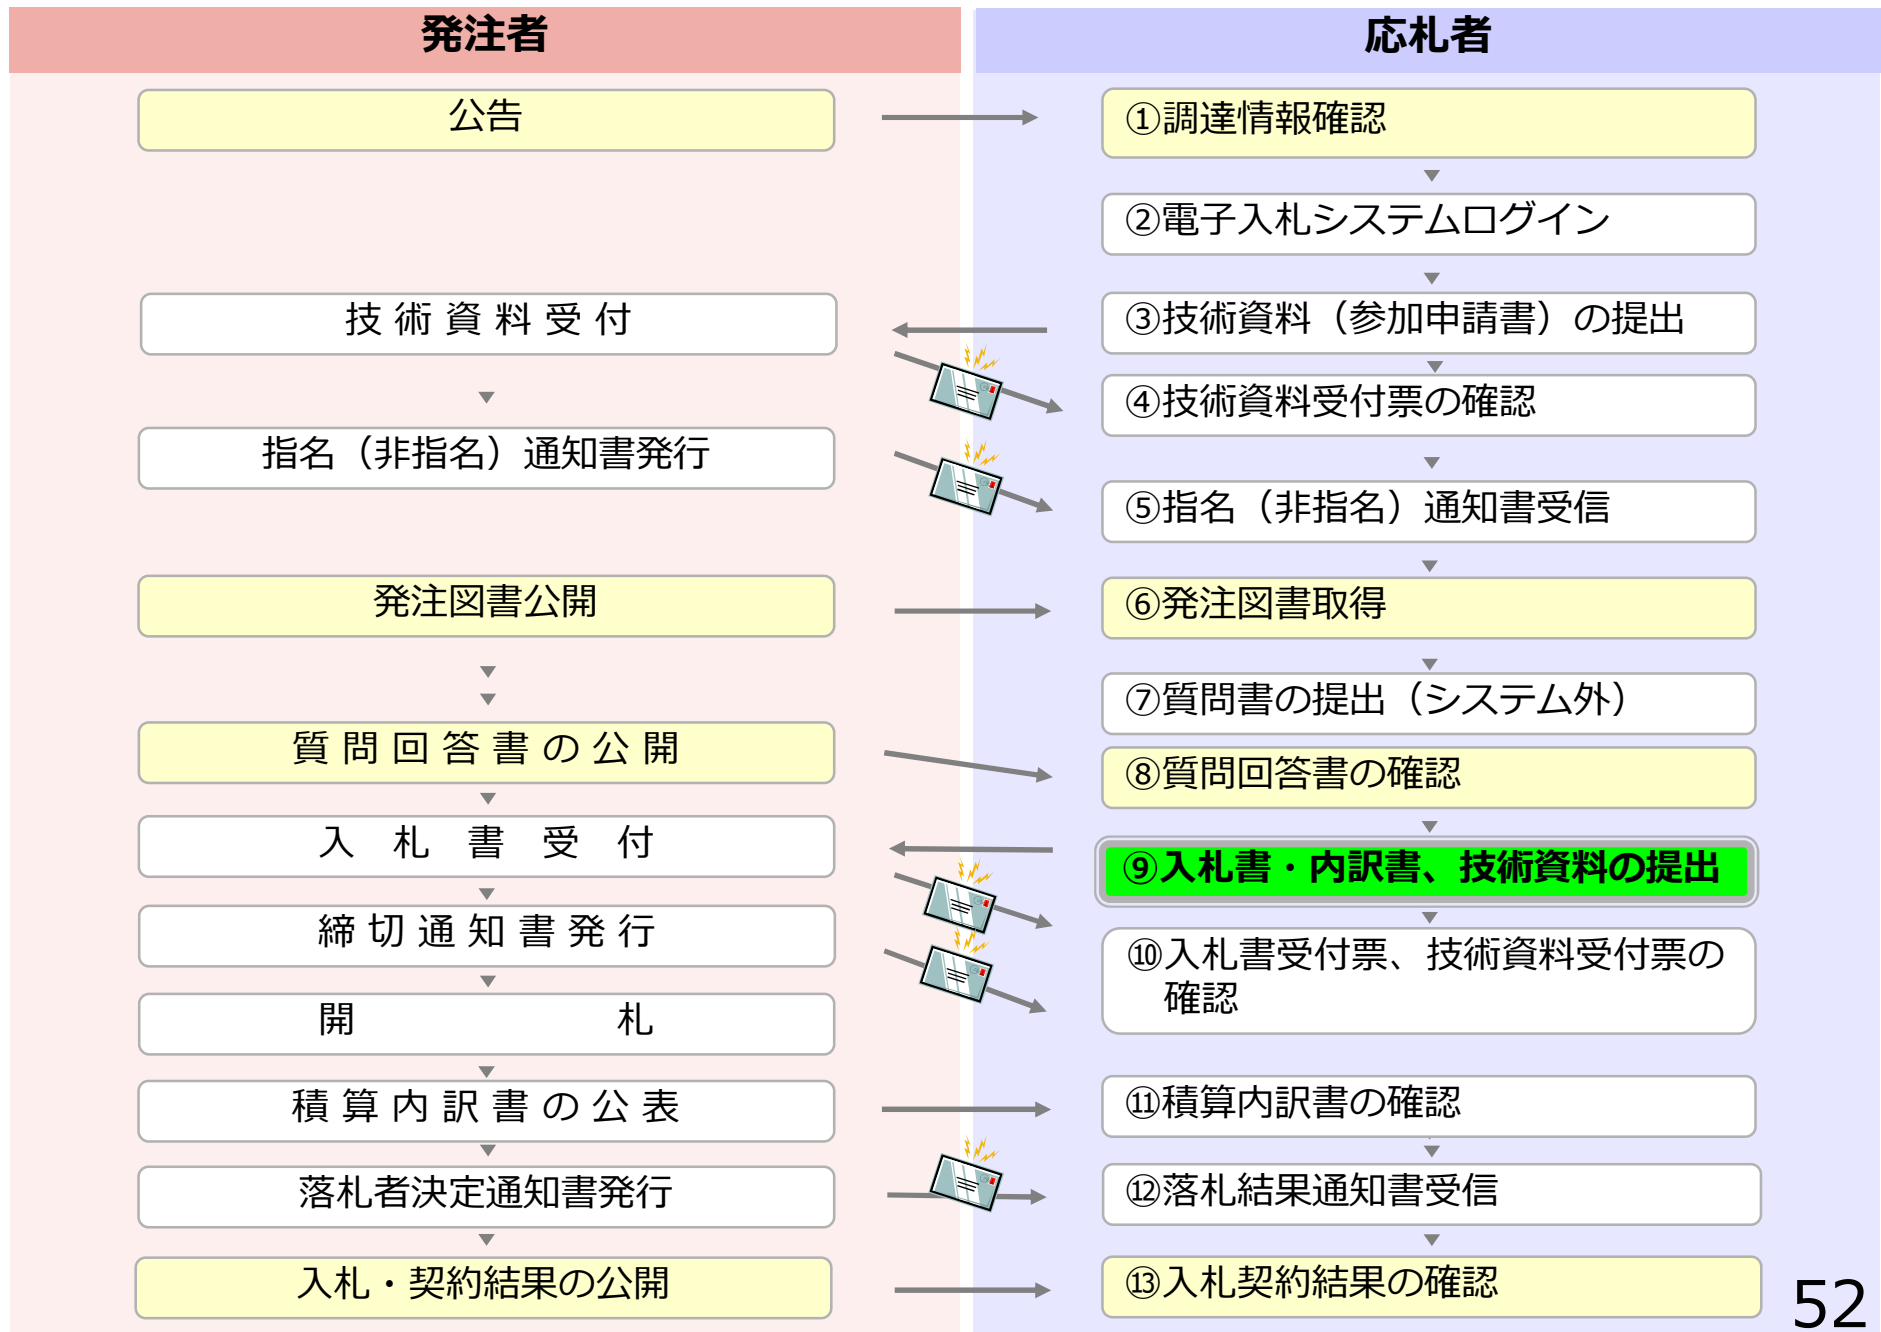 発注者
応札者
公告
①調達情報確認
②電子入札システムログイン
技術資料受付
③技術資料（参加申請書）の提出
④技術資料受付票の確認
指名（非指名）通知書発行
⑤指名（非指名）通知書受信
発注図書公開
⑥発注図書取得
⑦質問書の提出（システム外）
質問回答書の公開
⑧質問回答書の確認
入札書受付
⑨入札書・内訳書、技術資料の提出
締切通知書発行
⑩入札書受付票、技術資料受付票の
確認
開札
積算内訳書の公表
⑪積算内訳書の確認
落札者決定通知書発行
⑫落札結果通知書受信
入札・契約結果の公開
⑬入札契約結果の確認
52